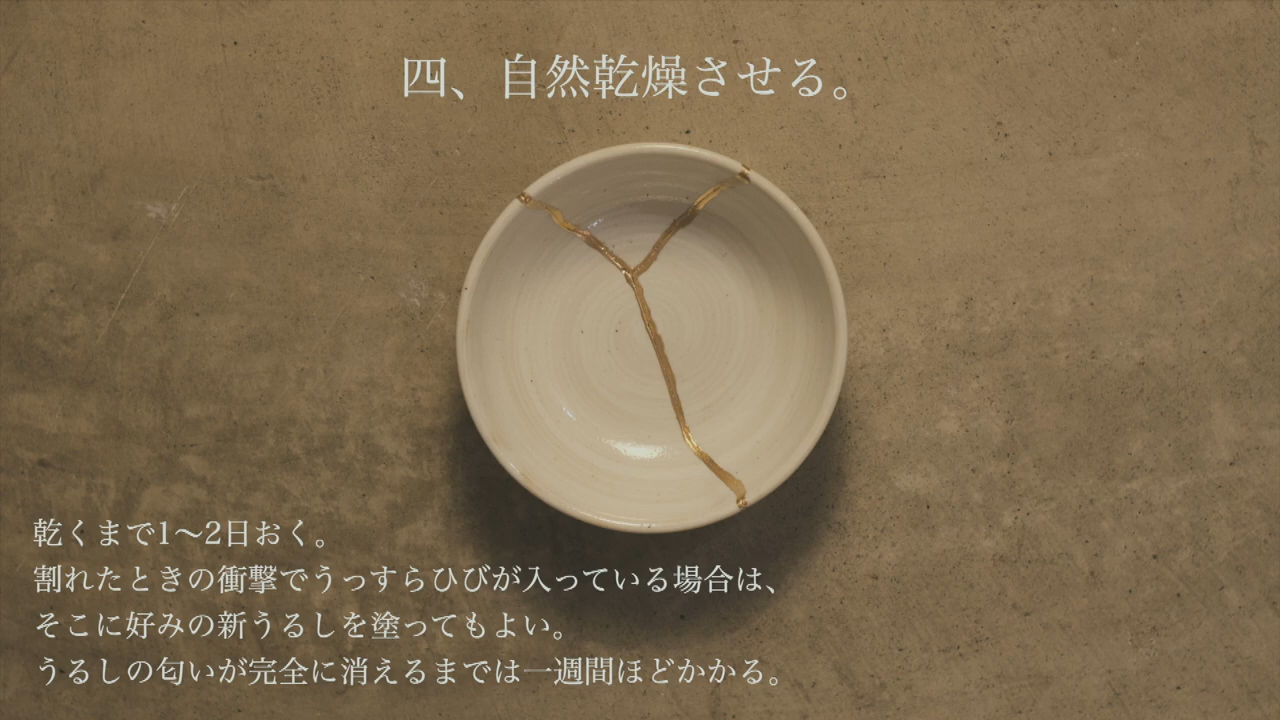 四、自然乾燥させる。
乾くまで1〜2日おく。
割れたときの衝撃でうっすらひびが入っている場合は、
そこに好みの新うるしを塗ってもよい。
うるしの匂いが完全に消えるまでは一週間ほどかかる。